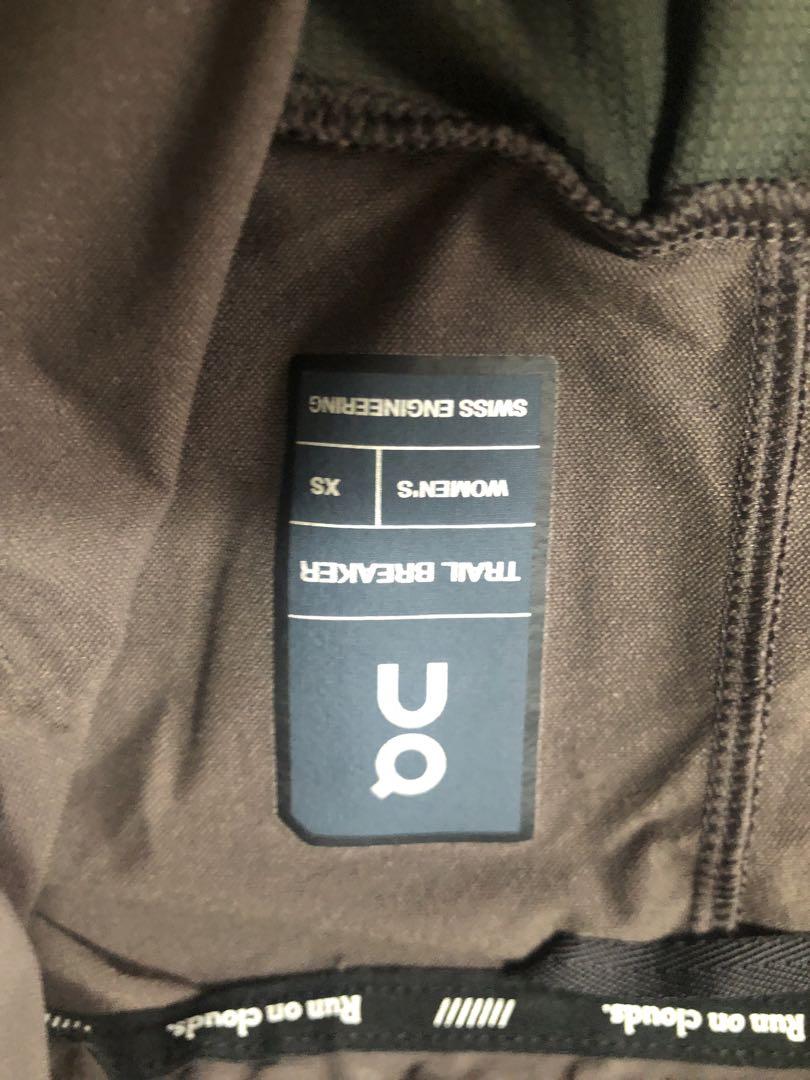 On
TRAIL BREAKER
WOMEN'S XS
SWISS ENGINEERING
Run on clouds. /////// Run on clouds.